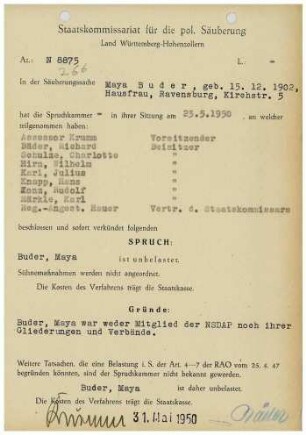 Staatskommissariat für die pol. Säuberung
Land Württemberg-Hohenzollern
Az.: N 6875 L. =
266
In der Säuberungssache Maya Buder, geb. 15. 12. 1902,
Hausfrau, Ravensburg, Kirchstr. 5
hat die Spruchkammer in ihrer Sitzung am 23.5.1950 , an welcher
teilgenommen haben:
Assessor Krumm Vorsitzender
Bäder, Richard Beisitzer
Schulze, Charlotte "
Hirn, Wilhelm "
Karl, Julius "
Knapp, Hans "
Zons, Rudolf "
Märkle, Karl "
Reg.-Angest. Mauer Vertr. d. Staatskommissars
beschlossen und sofort verkündet folgenden
SPRUCH:
Buder, Maya
ist unbelastet.
Sühnemaßnahmen werden nicht angeordnet.
Die Kosten des Verfahrens trägt die Staatskasse.
Gründe:
Buder, Maya war weder Mitglied der NSDAP noch ihrer
Gliederungen und Verbände.
Weitere Tatsachen, die eine Belastung i. S. der Art. 4—7 der RAO vom 25. 4. 47
begründen könnten, sind der Spruchkammer nicht bekannt geworden.
Buder, Maya ist daher unbelastet.
Die Kosten des Verfahrens trägt die Staatskasse.
31. Mai 1950